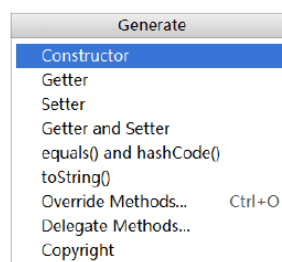 Generate
Constructor
Getter
Setter
Getter and Setter
equals() and hashCode()
toString()
Override Methods... Ctrl+O
Delegate Methods...
Copyright